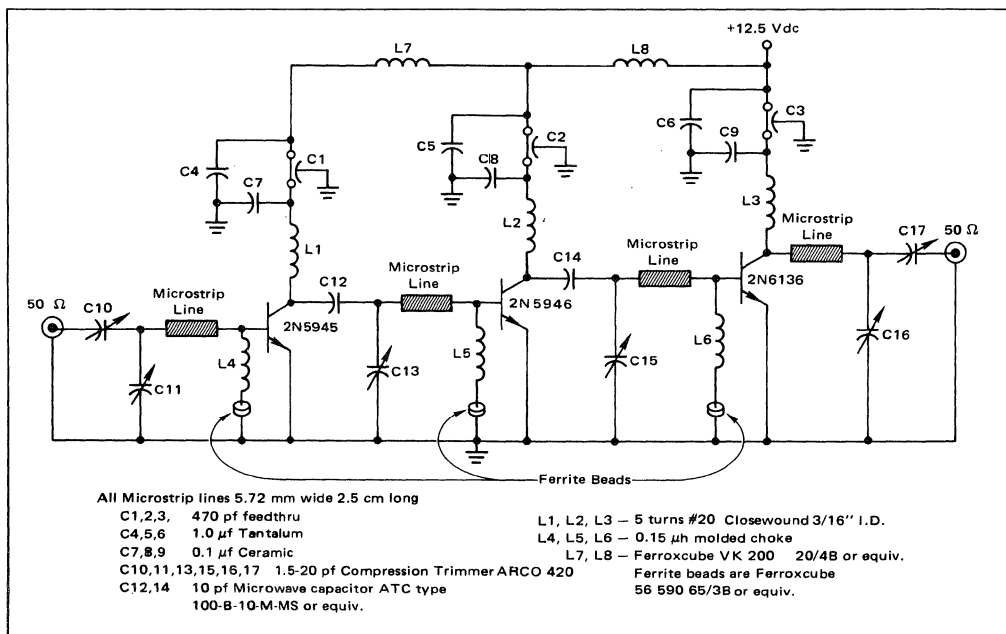 +12.5 Vdc
L7
L8
C4
C7
C1
C5
C8
C2
C6
C9
C3
L1
L2
L3
Microstrip
Line
C17
50 Ω
C12
Microstrip
Line
C14
Microstrip
Line
2N6136
50 Ω
C10
Microstrip
Line
2N5945
2N5946
C11
L4
C13
L5
C15
L6
C16
Ferrite Beads
All Microstrip lines 5.72 mm wide 2.5 cm long
C1,2,3, 470 pf feedthru
C4,5,6 1.0 µf Tantalum
C7,8,9 0.1 µf Ceramic
C10,11,13,15,16,17 1.5-20 pf Compression Trimmer ARCO 420
C12,14 10 pf Microwave capacitor ATC type
100-B-10-M-MS or equiv.
L1, L2, L3 – 5 turns #20 Closewound 3/16" I.D.
L4, L5, L6 – 0.15 µh molded choke
L7, L8 – Ferroxcube VK 200 20/4B or equiv.
Ferrite beads are Ferroxcube
56 590 65/3B or equiv.